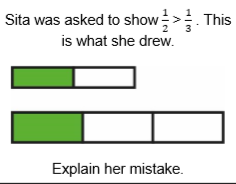 Sita was asked to show 1/2 > 1/3 . This
is what she drew.
Explain her mistake.